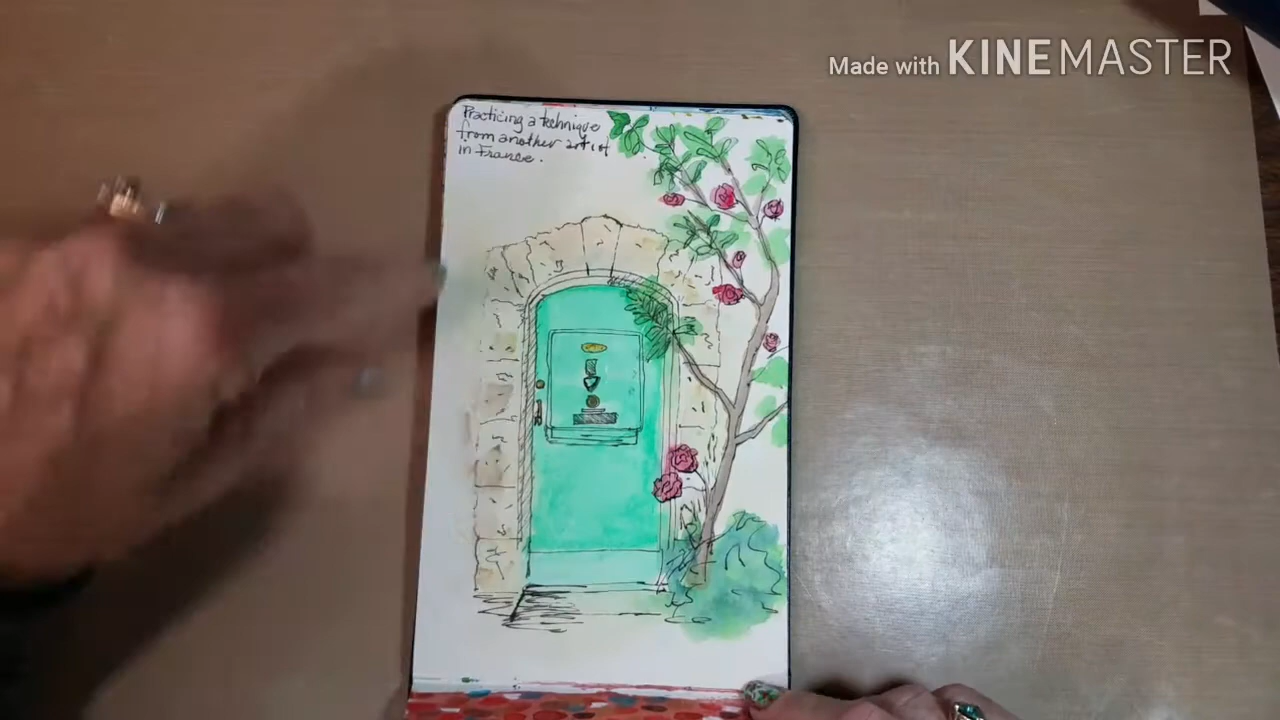 Made with KINEMASTER
Practicing a technique
from another artist
in France.